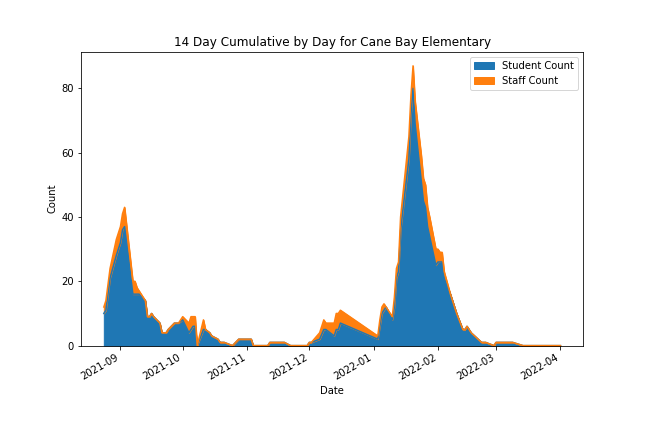 14 Day Cumulative by Day for Cane Bay Elementary
Student Count
Staff Count
80
60
40
20
0
Count
2021-09
2021-10
2021-11
2021-12
2022-01
2022-02
2022-03
2022-04
Date